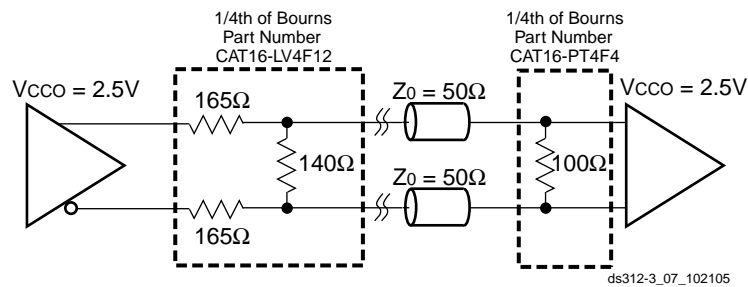 1/4th of Bourns
Part Number
CAT16-LV4F12
1/4th of Bourns
Part Number
CAT16-PT4F4
VCCO = 2.5V
165Ω
Z0 = 50Ω
VCCO = 2.5V
140Ω
100Ω
Z0 = 50Ω
165Ω
ds312-3_07_102105